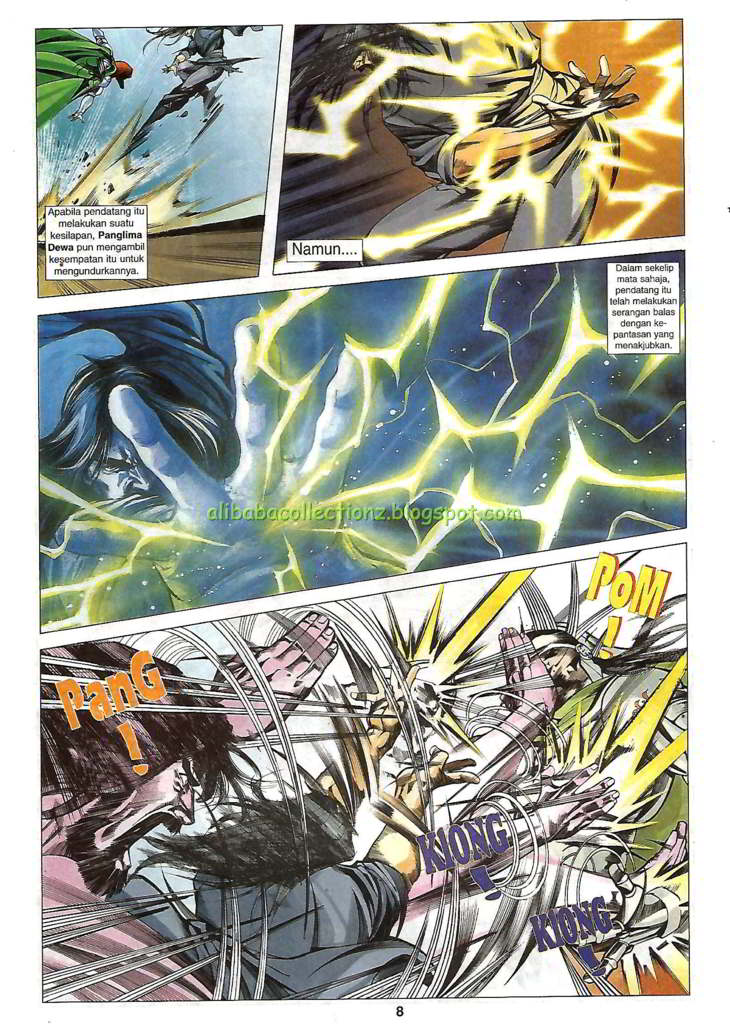 Apabila pendatang itu
melakukan suatu
kesilapan, Panglima
Dewa pun mengambil
kesempatan itu untuk
mengundurkannya.
Namun....
Dalam sekelip
mata sahaja,
pendatang itu
telah melakukan
serangan balas
dengan ke-
pantasan yang
menakjubkan.
alibabacollectionz.blogspot.com
POM
!
PanG
!
KIONG
!
KIONG
!
8